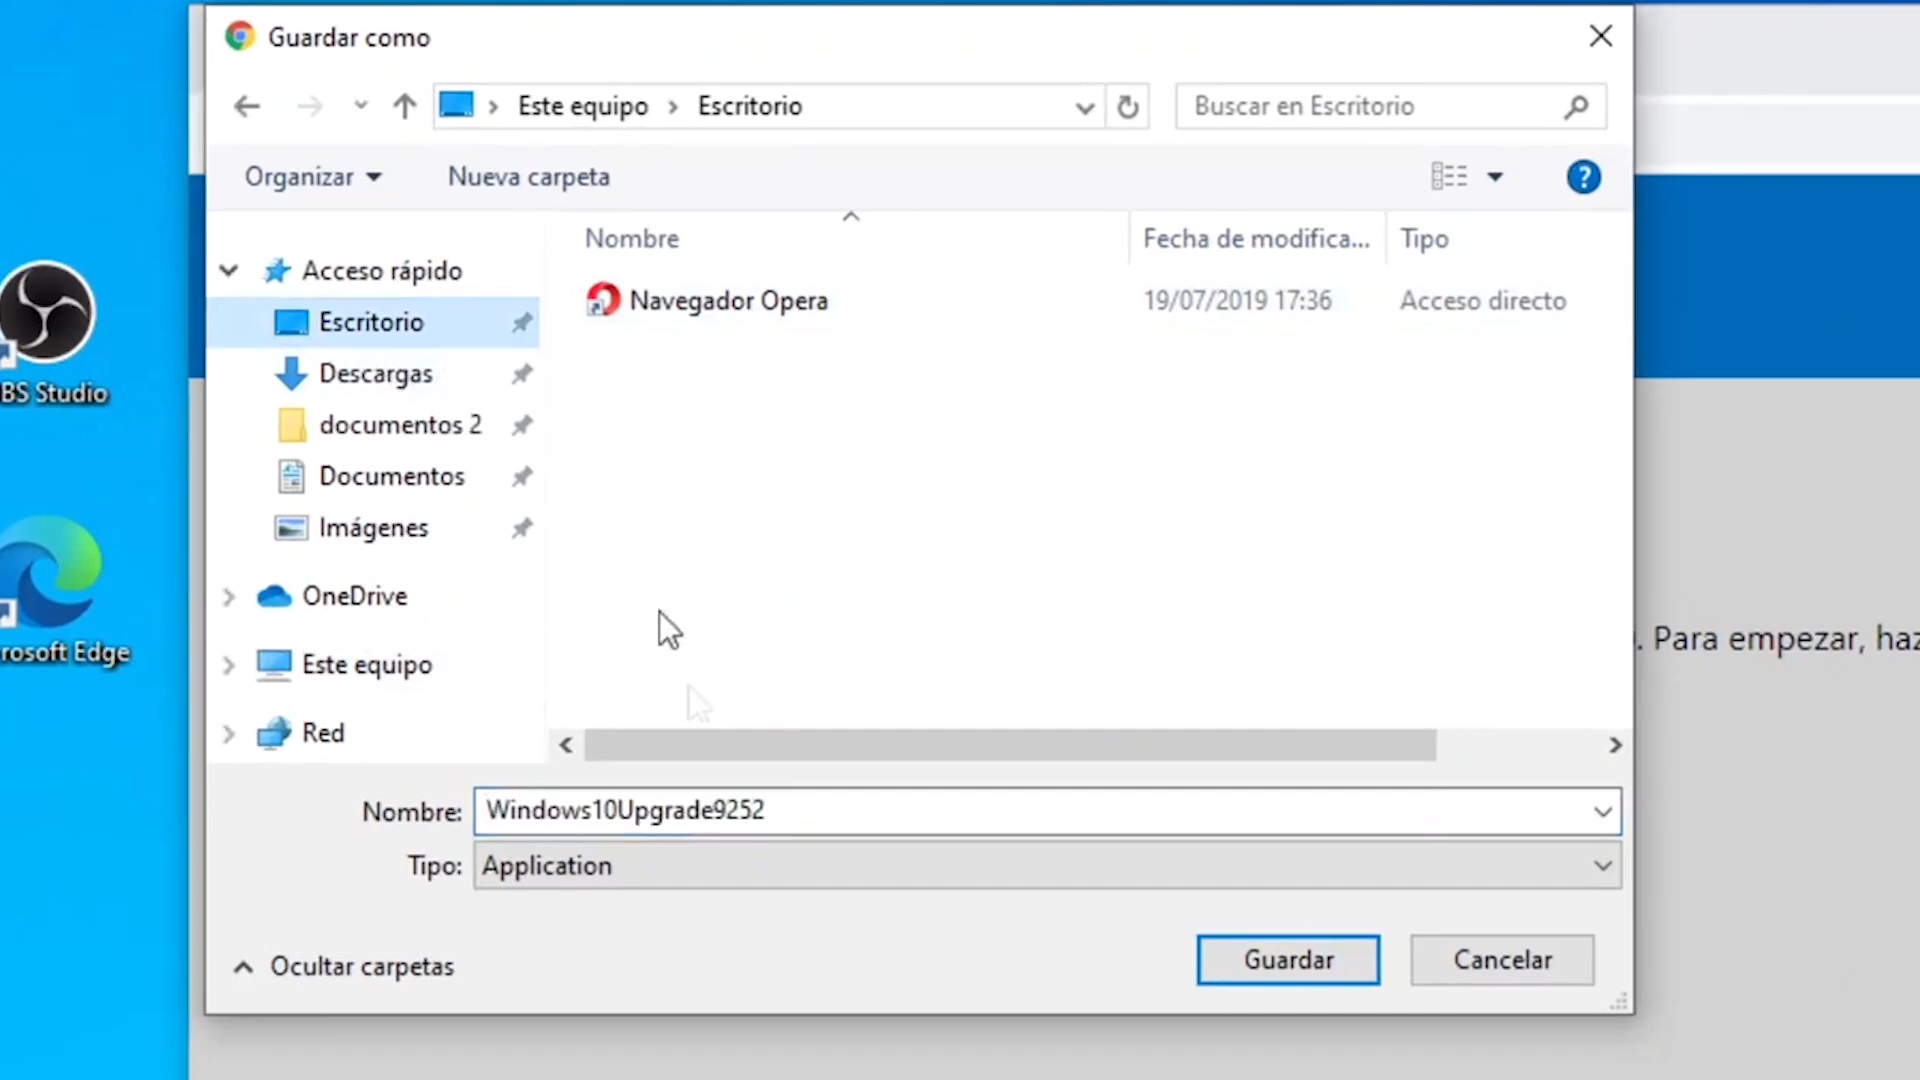 Guardar como
Este equipo
Escritorio
Buscar en Escritorio
Organizar
Nueva carpeta
?
Nombre
Fecha de modifica...
Tipo
Acceso rápido
Escritorio
Descargas
documentos 2
Documentos
Imágenes
OneDrive
Este equipo
Red
Navegador Opera
19/07/2019 17:36
Acceso directo
BS Studio
rosoft Edge
. Para empezar, haz
Nombre:
Windows10Upgrade9252
Tipo:
Application
Ocultar carpetas
Guardar
Cancelar